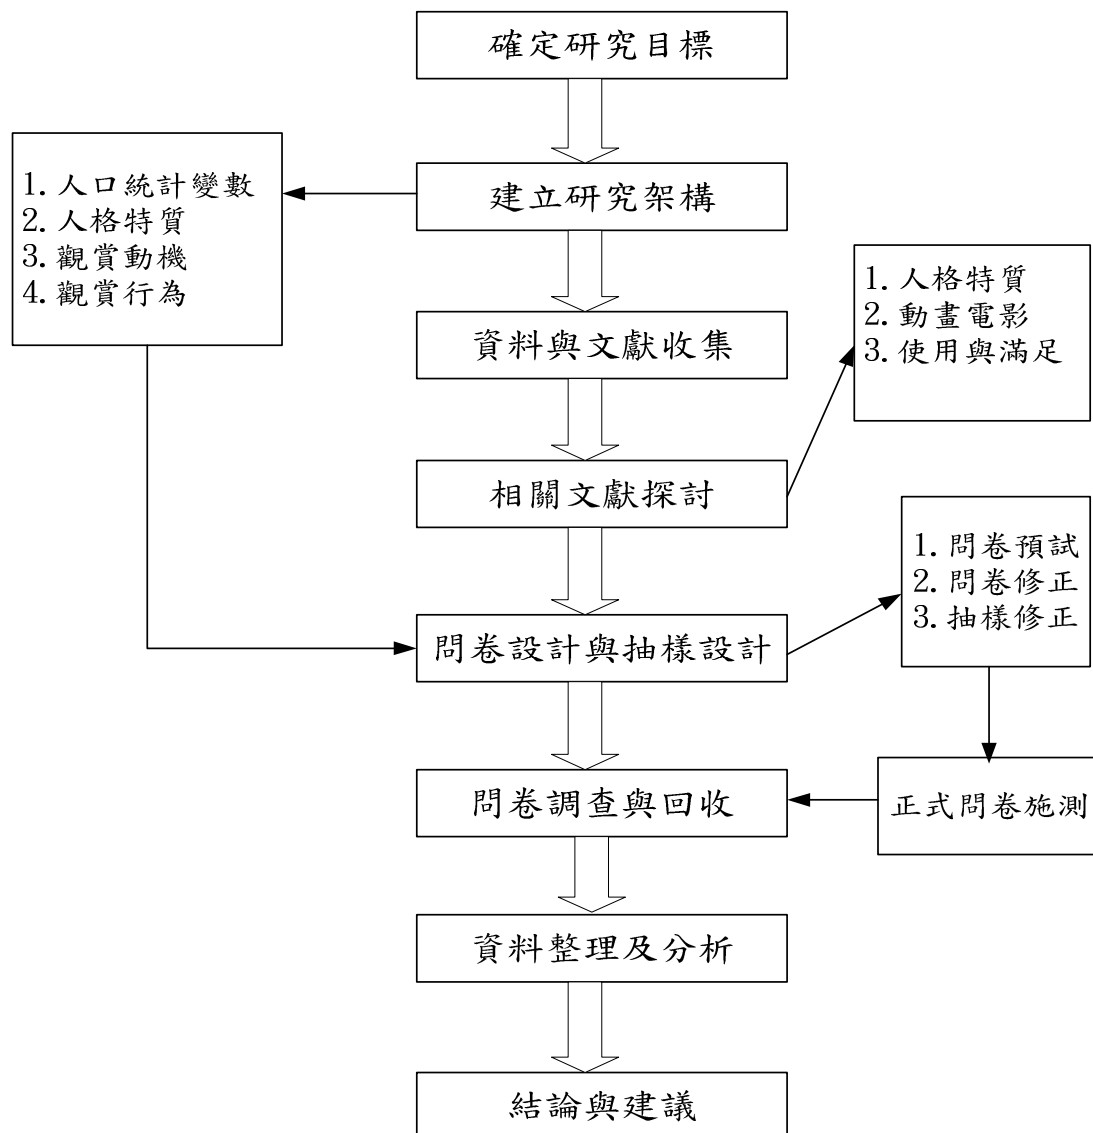 確定研究目標
1. 人口統計變數
2. 人格特質
3. 觀賞動機
4. 觀賞行為
建立研究架構
資料與文獻收集
1. 人格特質
2. 動畫電影
3. 使用與滿足
相關文獻探討
1. 問卷預試
2. 問卷修正
3. 抽樣修正
問卷設計與抽樣設計
正式問卷施測
問卷調查與回收
資料整理及分析
結論與建議